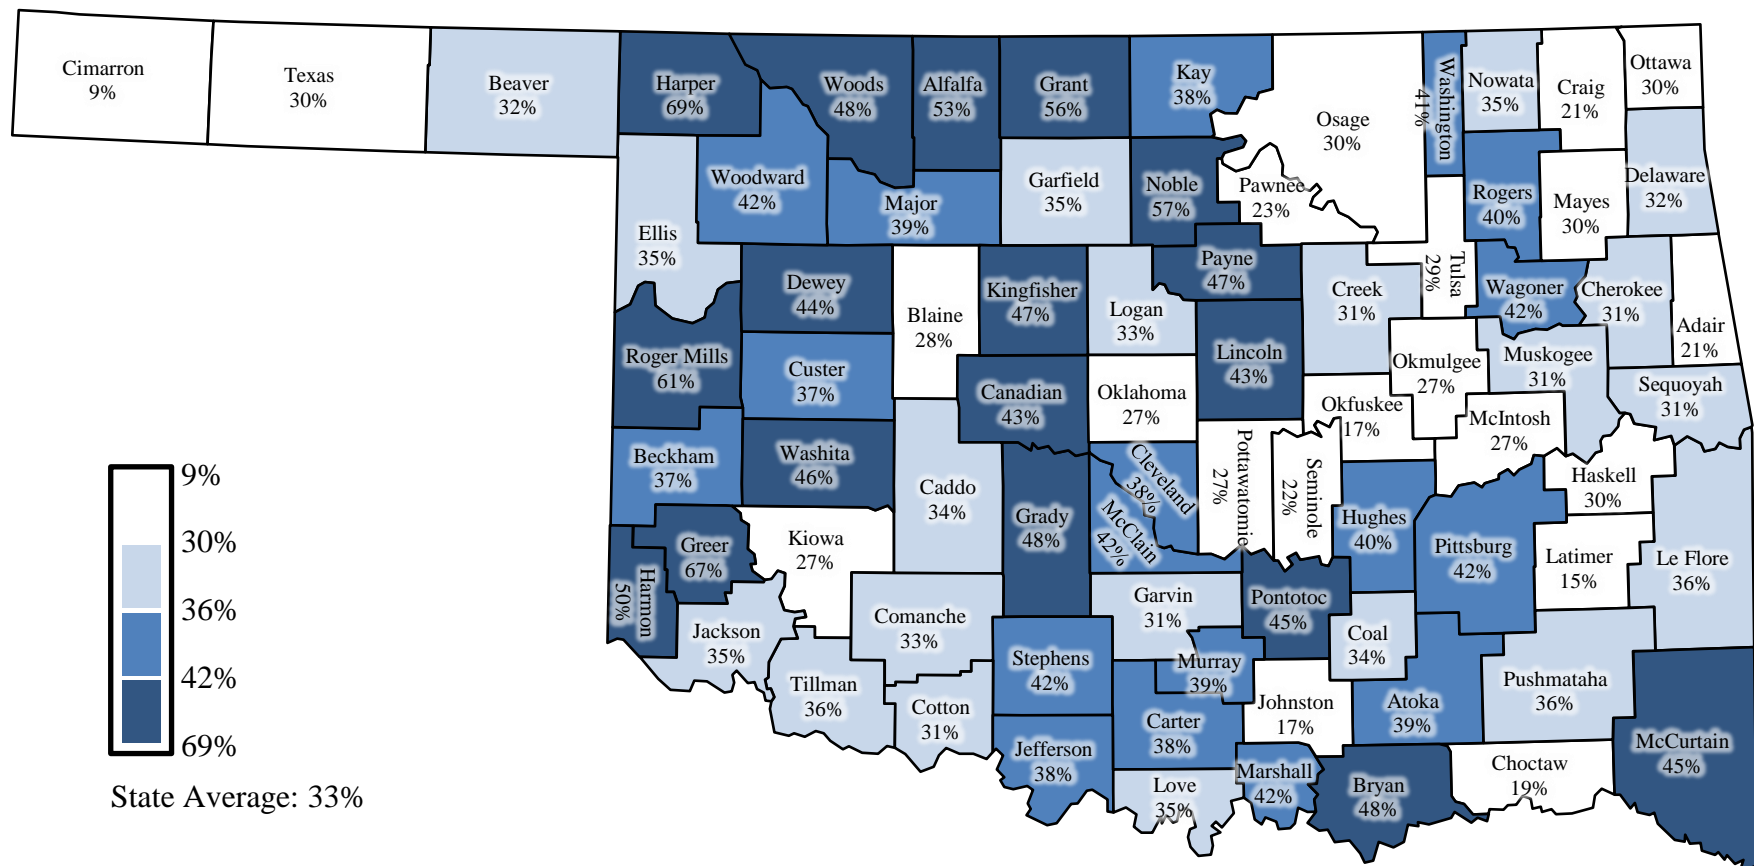 Cimarron
9%
Texas
30%
Beaver
32%
Harper
69%
Woods
48%
Alfalfa
53%
Grant
56%
Kay
38%
Osage
30%
Washington
41%
Nowata
35%
Craig
21%
Ottawa
30%
Woodward
42%
Major
39%
Garfield
35%
Noble
57%
Pawnee
23%
Rogers
40%
Mayes
30%
Delaware
32%
Ellis
35%
Dewey
44%
Blaine
28%
Kingfisher
47%
Logan
33%
Payne
47%
Creek
31%
Tulsa
29%
Wagoner
42%
Cherokee
31%
Adair
21%
Roger Mills
61%
Custer
37%
Canadian
43%
Oklahoma
27%
Lincoln
43%
Okmulgee
27%
Muskogee
31%
Sequoyah
31%
Okfuskee
17%
McIntosh
27%
Beckham
37%
Washita
46%
Caddo
34%
Grady
48%
Cleveland
38%
McClain
42%
Pottawatomie
27%
Seminole
22%
Hughes
40%
Pittsburg
42%
Haskell
30%
Latimer
15%
Le Flore
36%
Greer
67%
Harmon
50%
Kiowa
27%
Jackson
35%
Comanche
33%
Garvin
31%
Pontotoc
45%
Coal
34%
Tillman
36%
Cotton
31%
Stephens
42%
Murray
39%
Johnston
17%
Atoka
39%
Pushmataha
36%
McCurtain
45%
Jefferson
38%
Carter
38%
Love
35%
Marshall
42%
Bryan
48%
Choctaw
19%
9%
30%
36%
42%
69%
State Average: 33%